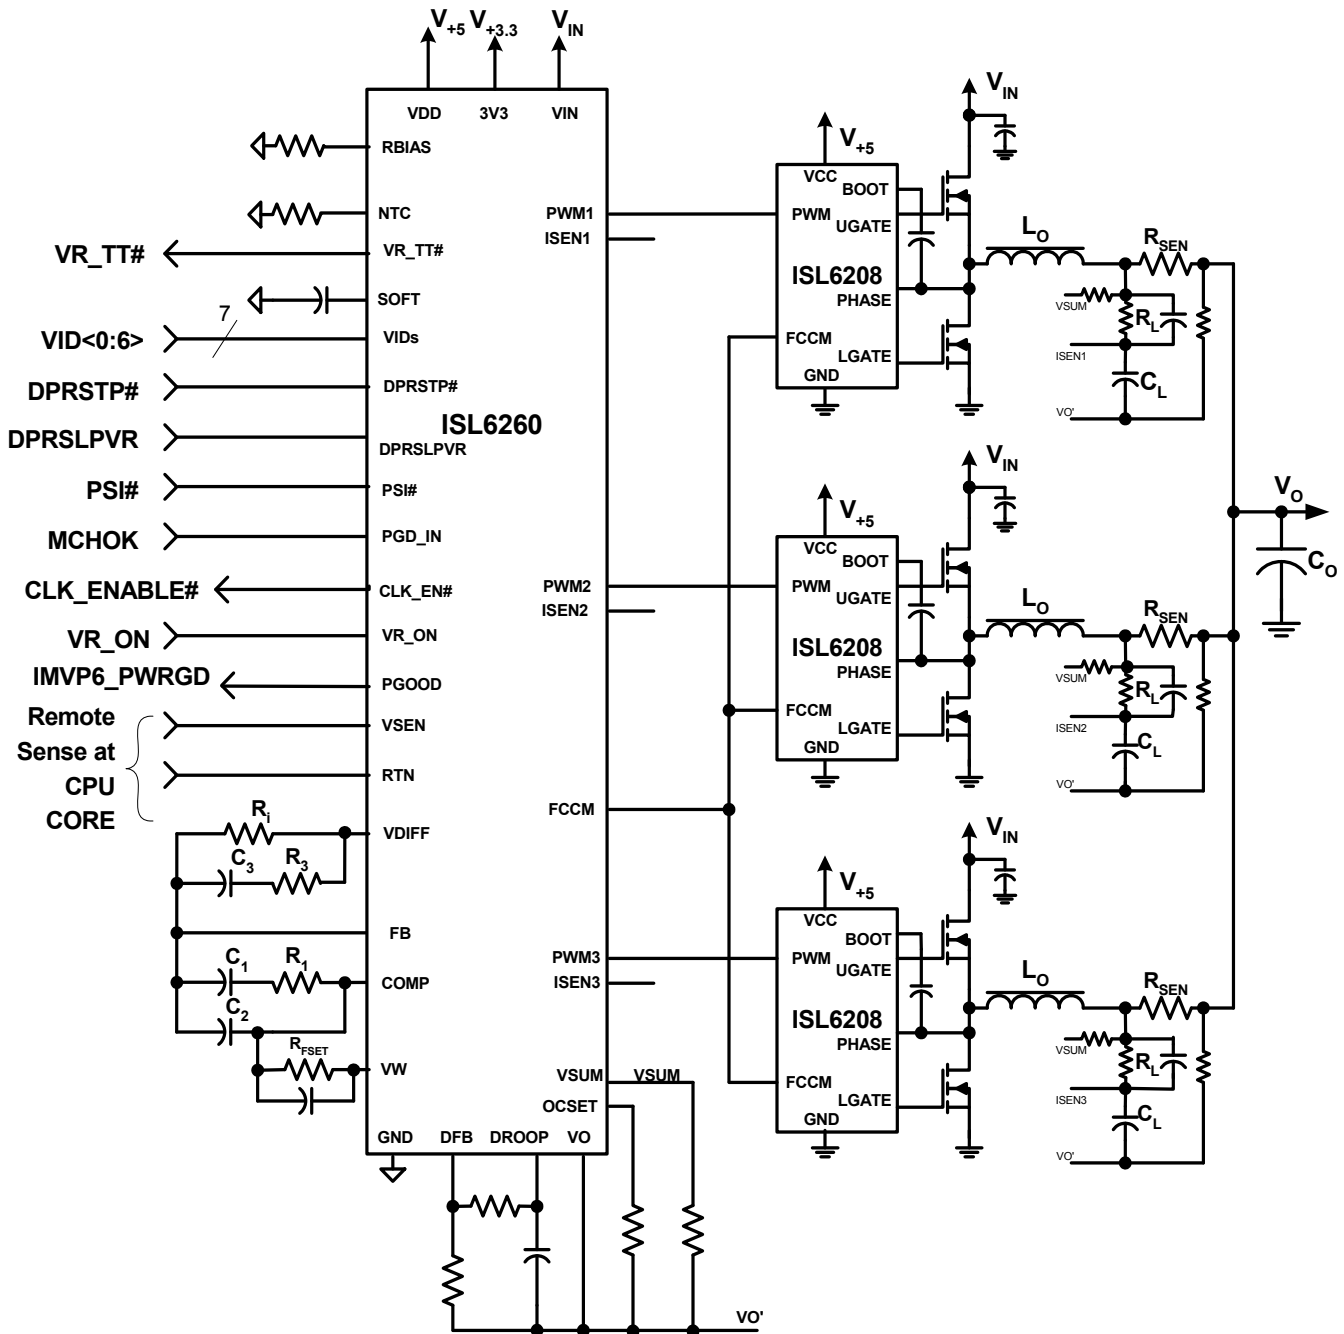 V+5 V+3.3 VIN
VDD 3V3 VIN
RBIAS
NTC
VR_TT# VR_TT#
SOFT
7
VID<0:6> VIDs
DPRSTP# DPRSTP#
ISL6260
DPRSLPVR DPRSLPVR
PSI# PSI#
MCHOK PGD_IN
CLK_ENABLE# CLK_EN#
VR_ON VR_ON
IMVP6_PWRGD PGOOD
Remote
Sense at
CPU
CORE
VSEN
RTN
Ri VDIFF
C3 R3
FB
C1 R1 COMP
C2
RFSET VW
GND DFB DROOP VO
PWM1
ISEN1
PWM2
ISEN2
FCCM
PWM3
ISEN3
VSUM VSUM
OCSET
VO'
VIN
V+5
VCC
BOOT
PWM
UGATE
ISL6208
PHASE
FCCM
LGATE
GND
LO
RSEN
VSUM
RL
ISEN1
CL
VO'
VIN
V+5
VCC
BOOT
PWM
UGATE
ISL6208
PHASE
FCCM
LGATE
GND
LO
RSEN
VSUM
RL
ISEN2
CL
VO'
VO
CO
VIN
V+5
VCC
BOOT
PWM
UGATE
ISL6208
PHASE
FCCM
LGATE
GND
LO
RSEN
VSUM
RL
ISEN3
CL
VO'